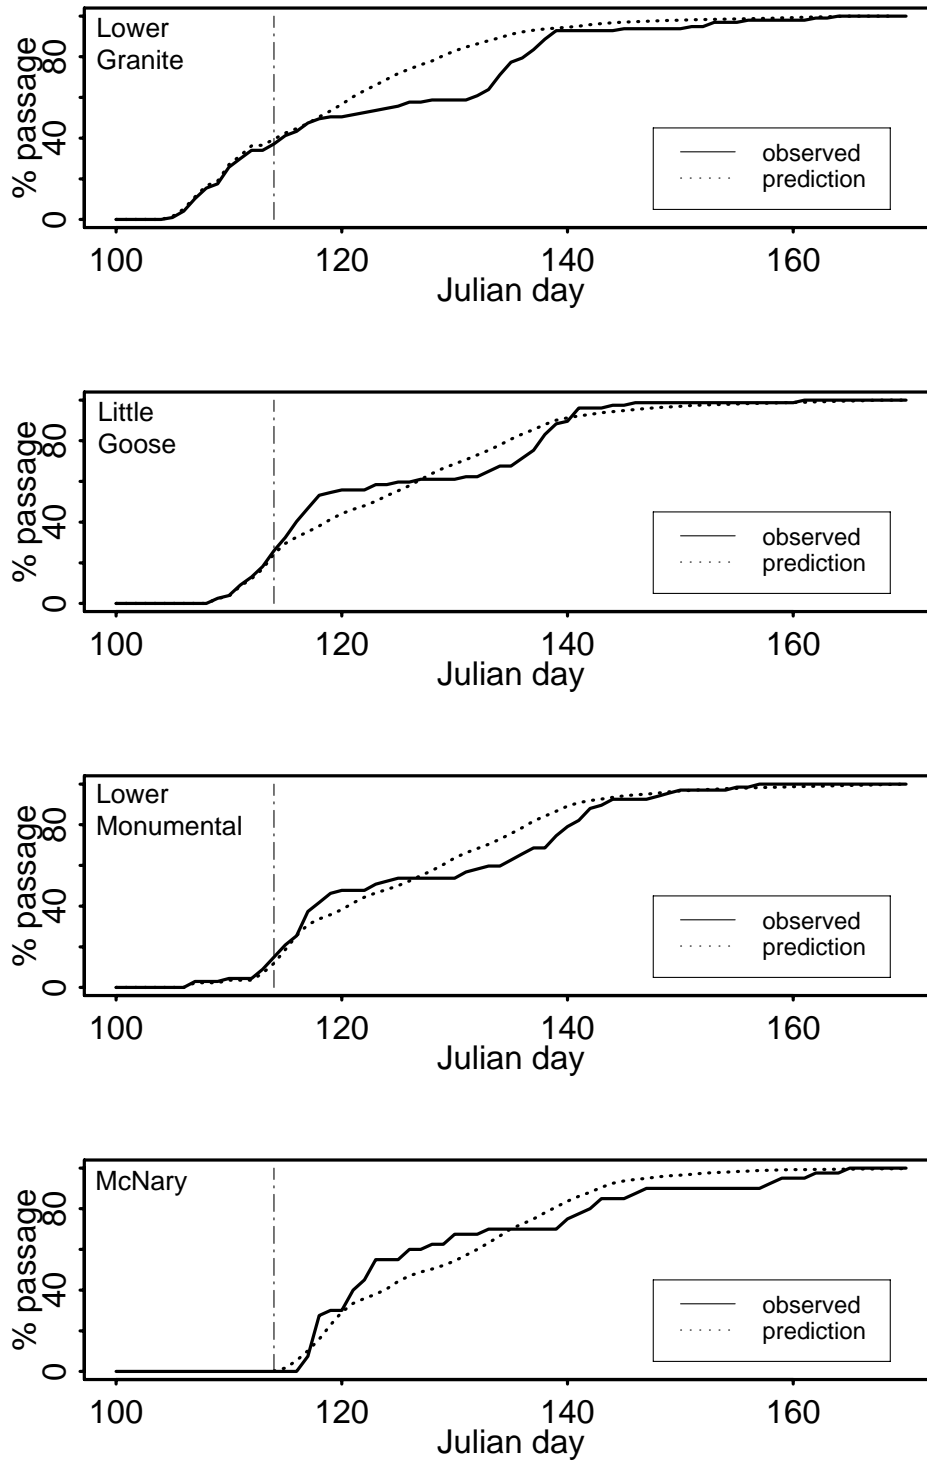 Lower
Granite
% passage
0 40 80
observed
prediction
100 120 140 160
Julian day
Little
Goose
% passage
0 40 80
observed
prediction
100 120 140 160
Julian day
Lower
Monumental
% passage
0 40 80
observed
prediction
100 120 140 160
Julian day
McNary
% passage
0 40 80
observed
prediction
100 120 140 160
Julian day